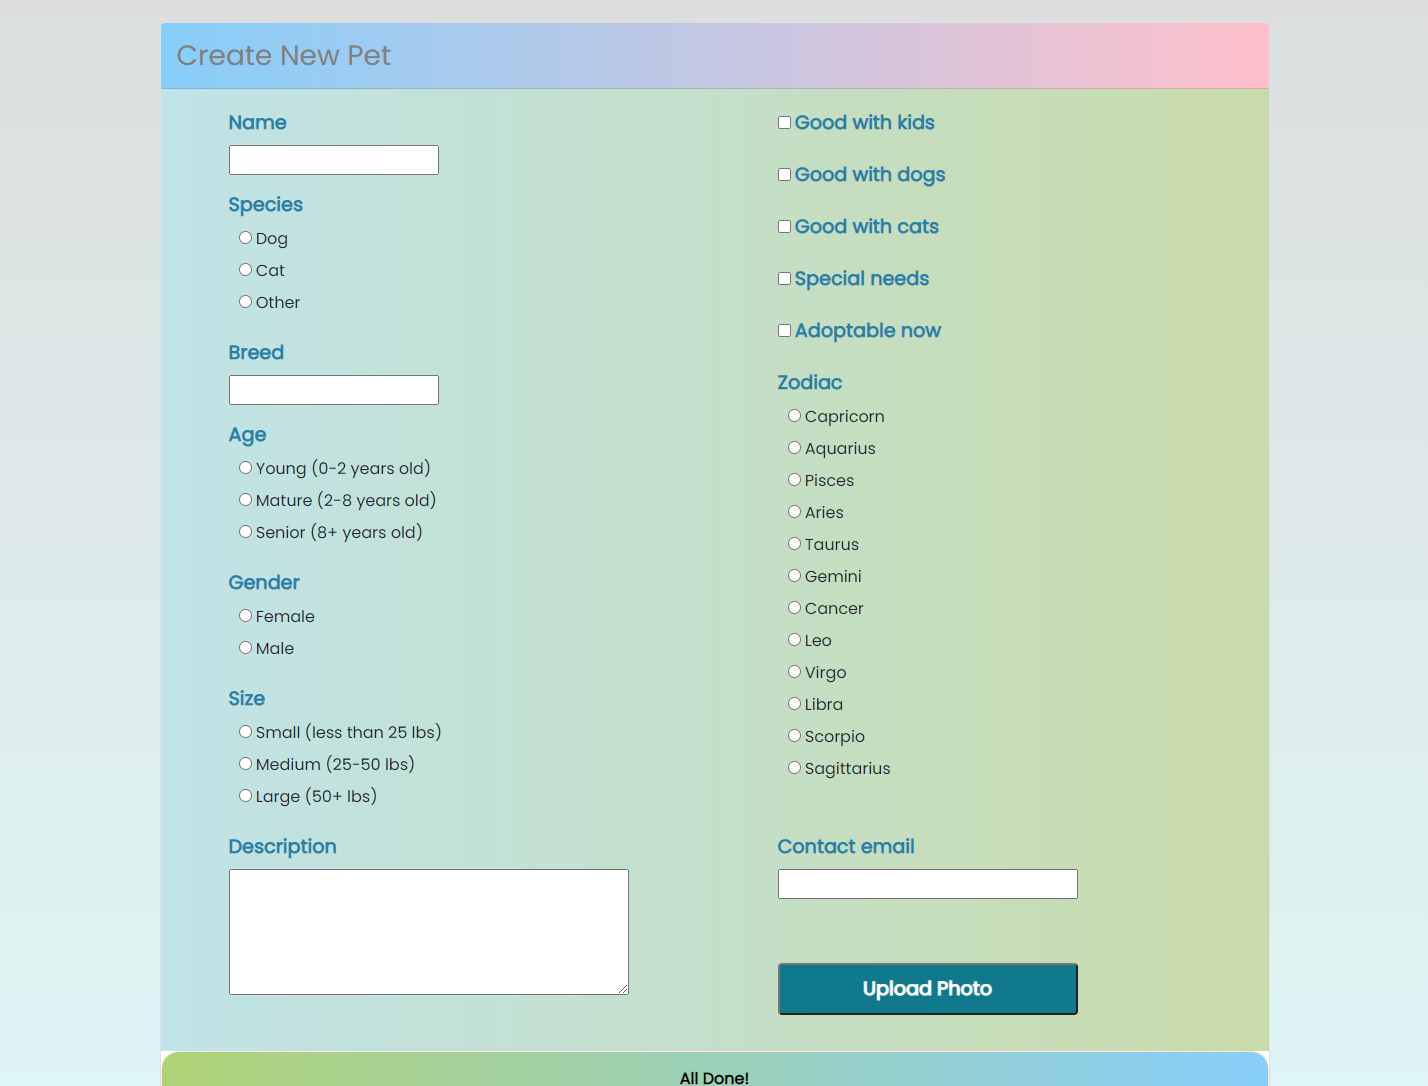 Create New Pet
Name
Species
Dog
Cat
Other
Breed
Age
Young (0-2 years old)
Mature (2-8 years old)
Senior (8+ years old)
Gender
Female
Male
Size
Small (less than 25 lbs)
Medium (25-50 lbs)
Large (50+ lbs)
Description
Good with kids
Good with dogs
Good with cats
Special needs
Adoptable now
Zodiac
Capricorn
Aquarius
Pisces
Aries
Taurus
Gemini
Cancer
Leo
Virgo
Libra
Scorpio
Sagittarius
Contact email
Upload Photo
All Done!